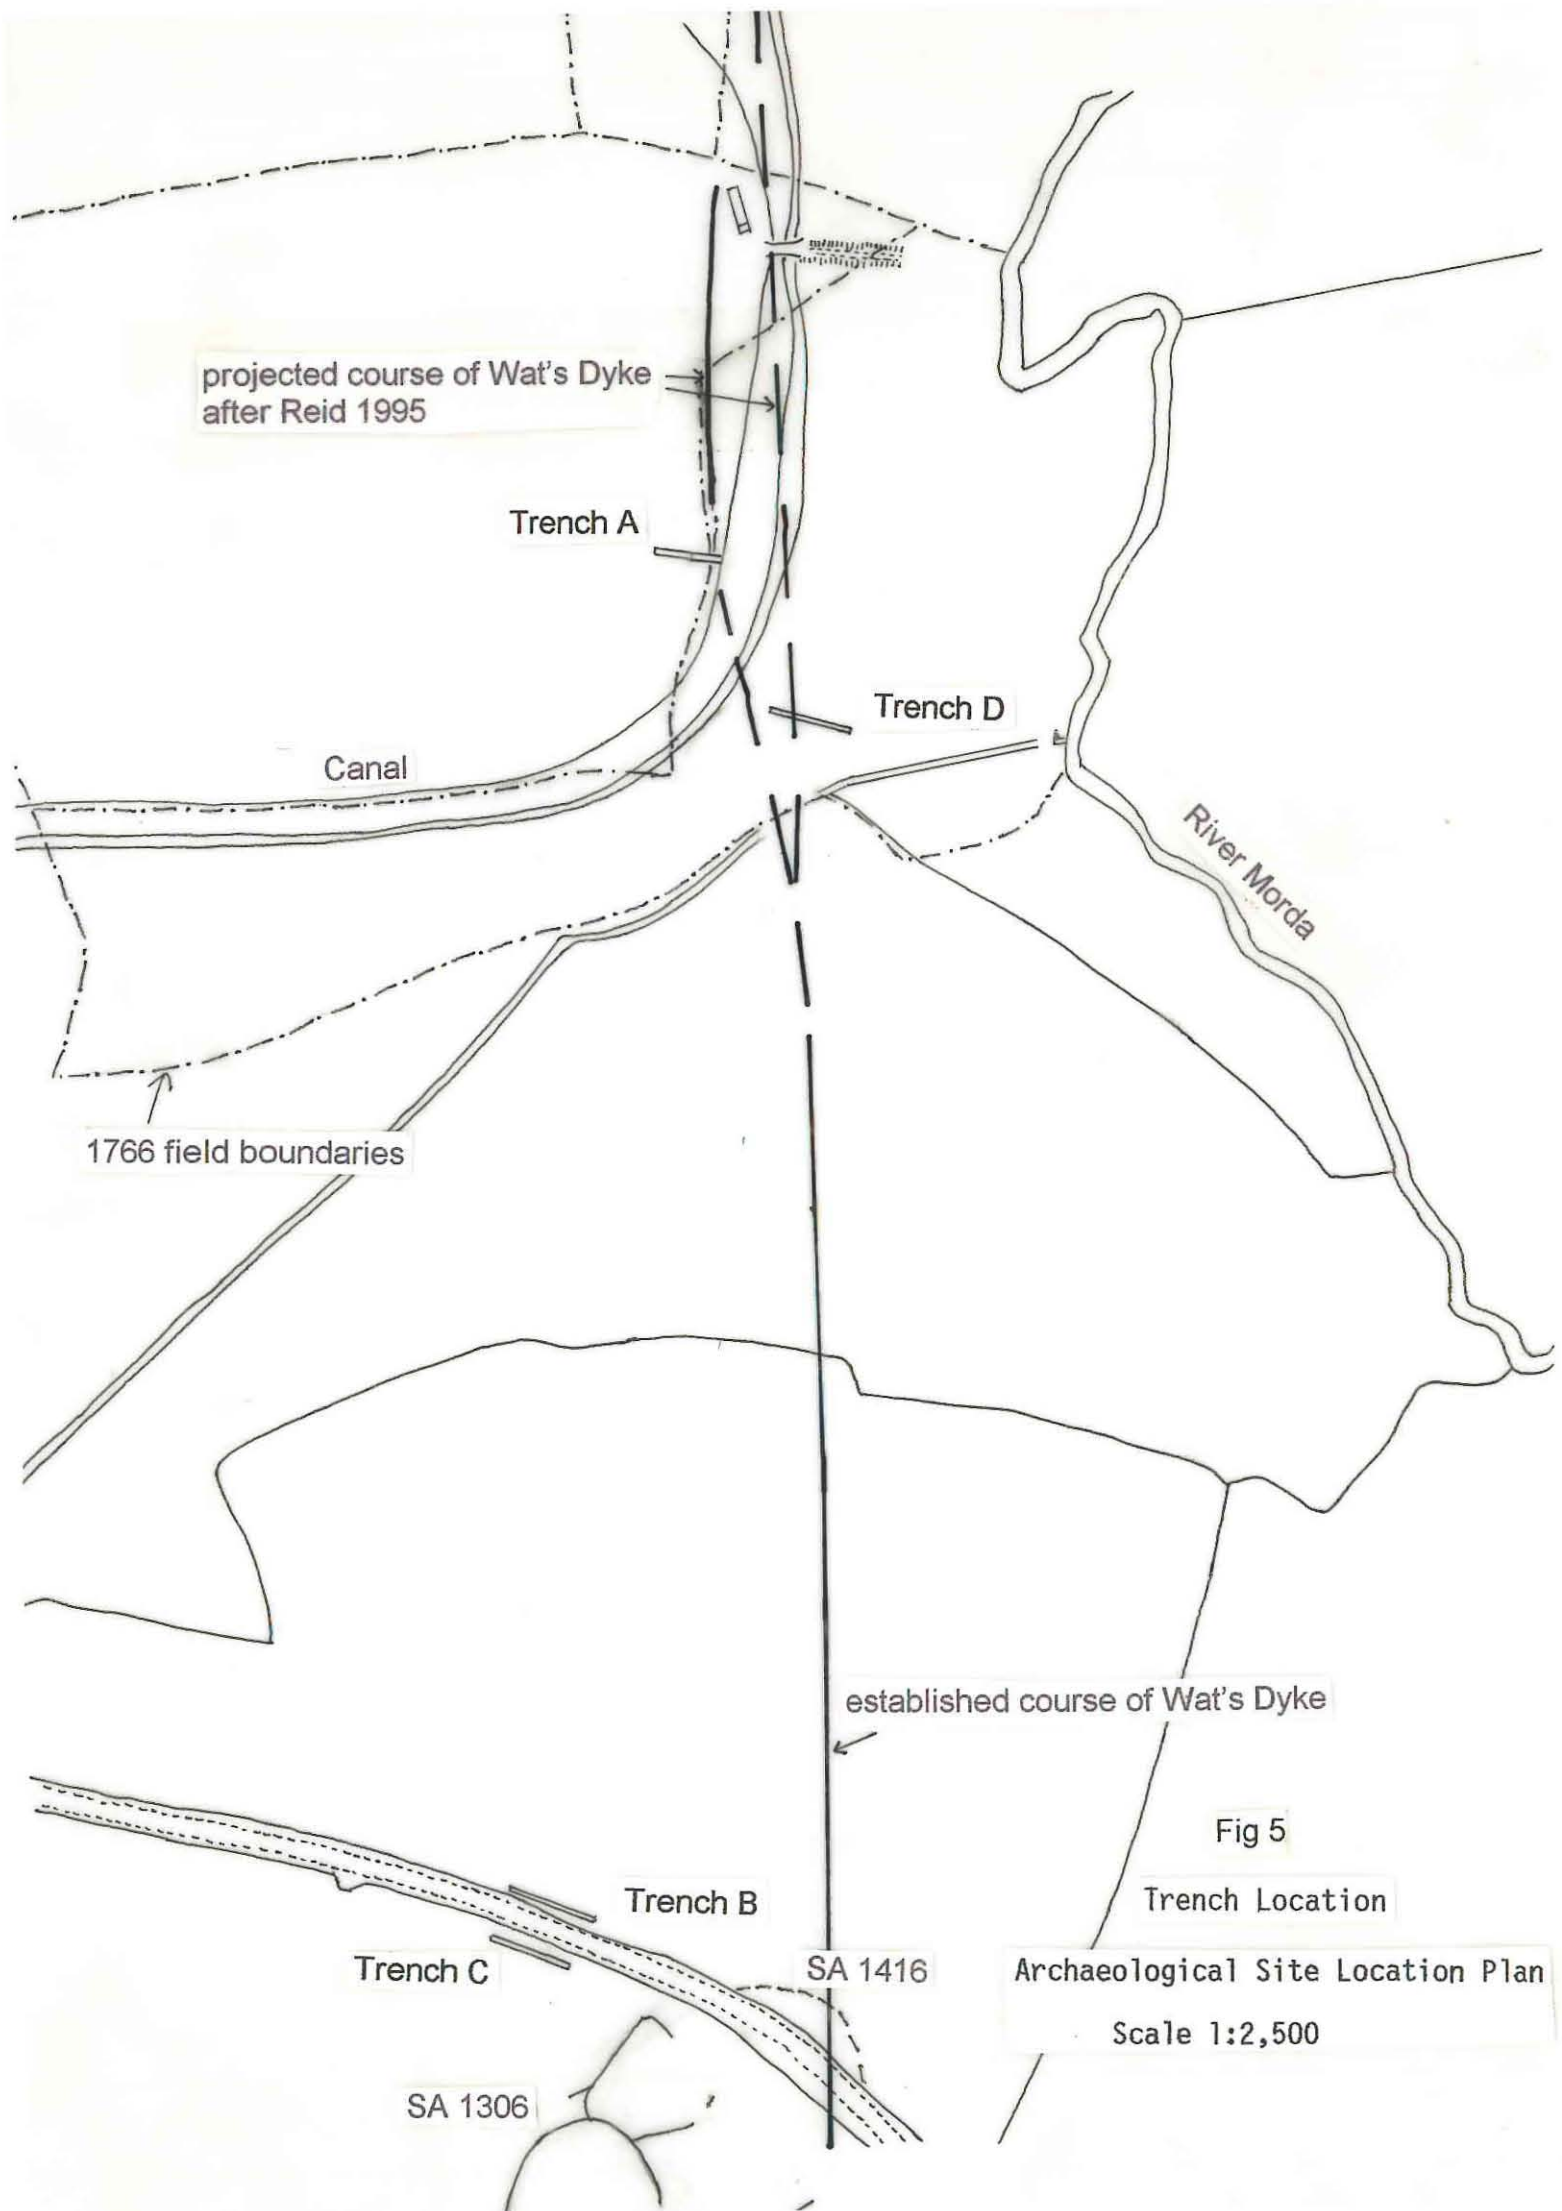 projected course of Wat's Dyke
after Reid 1995
Trench A
Trench D
Canal
River Morda
1766 field boundaries
established course of Wat's Dyke
Fig 5
Trench Location
Trench B
Trench C
SA 1416
Archaeological Site Location Plan
Scale 1:2,500
SA 1306